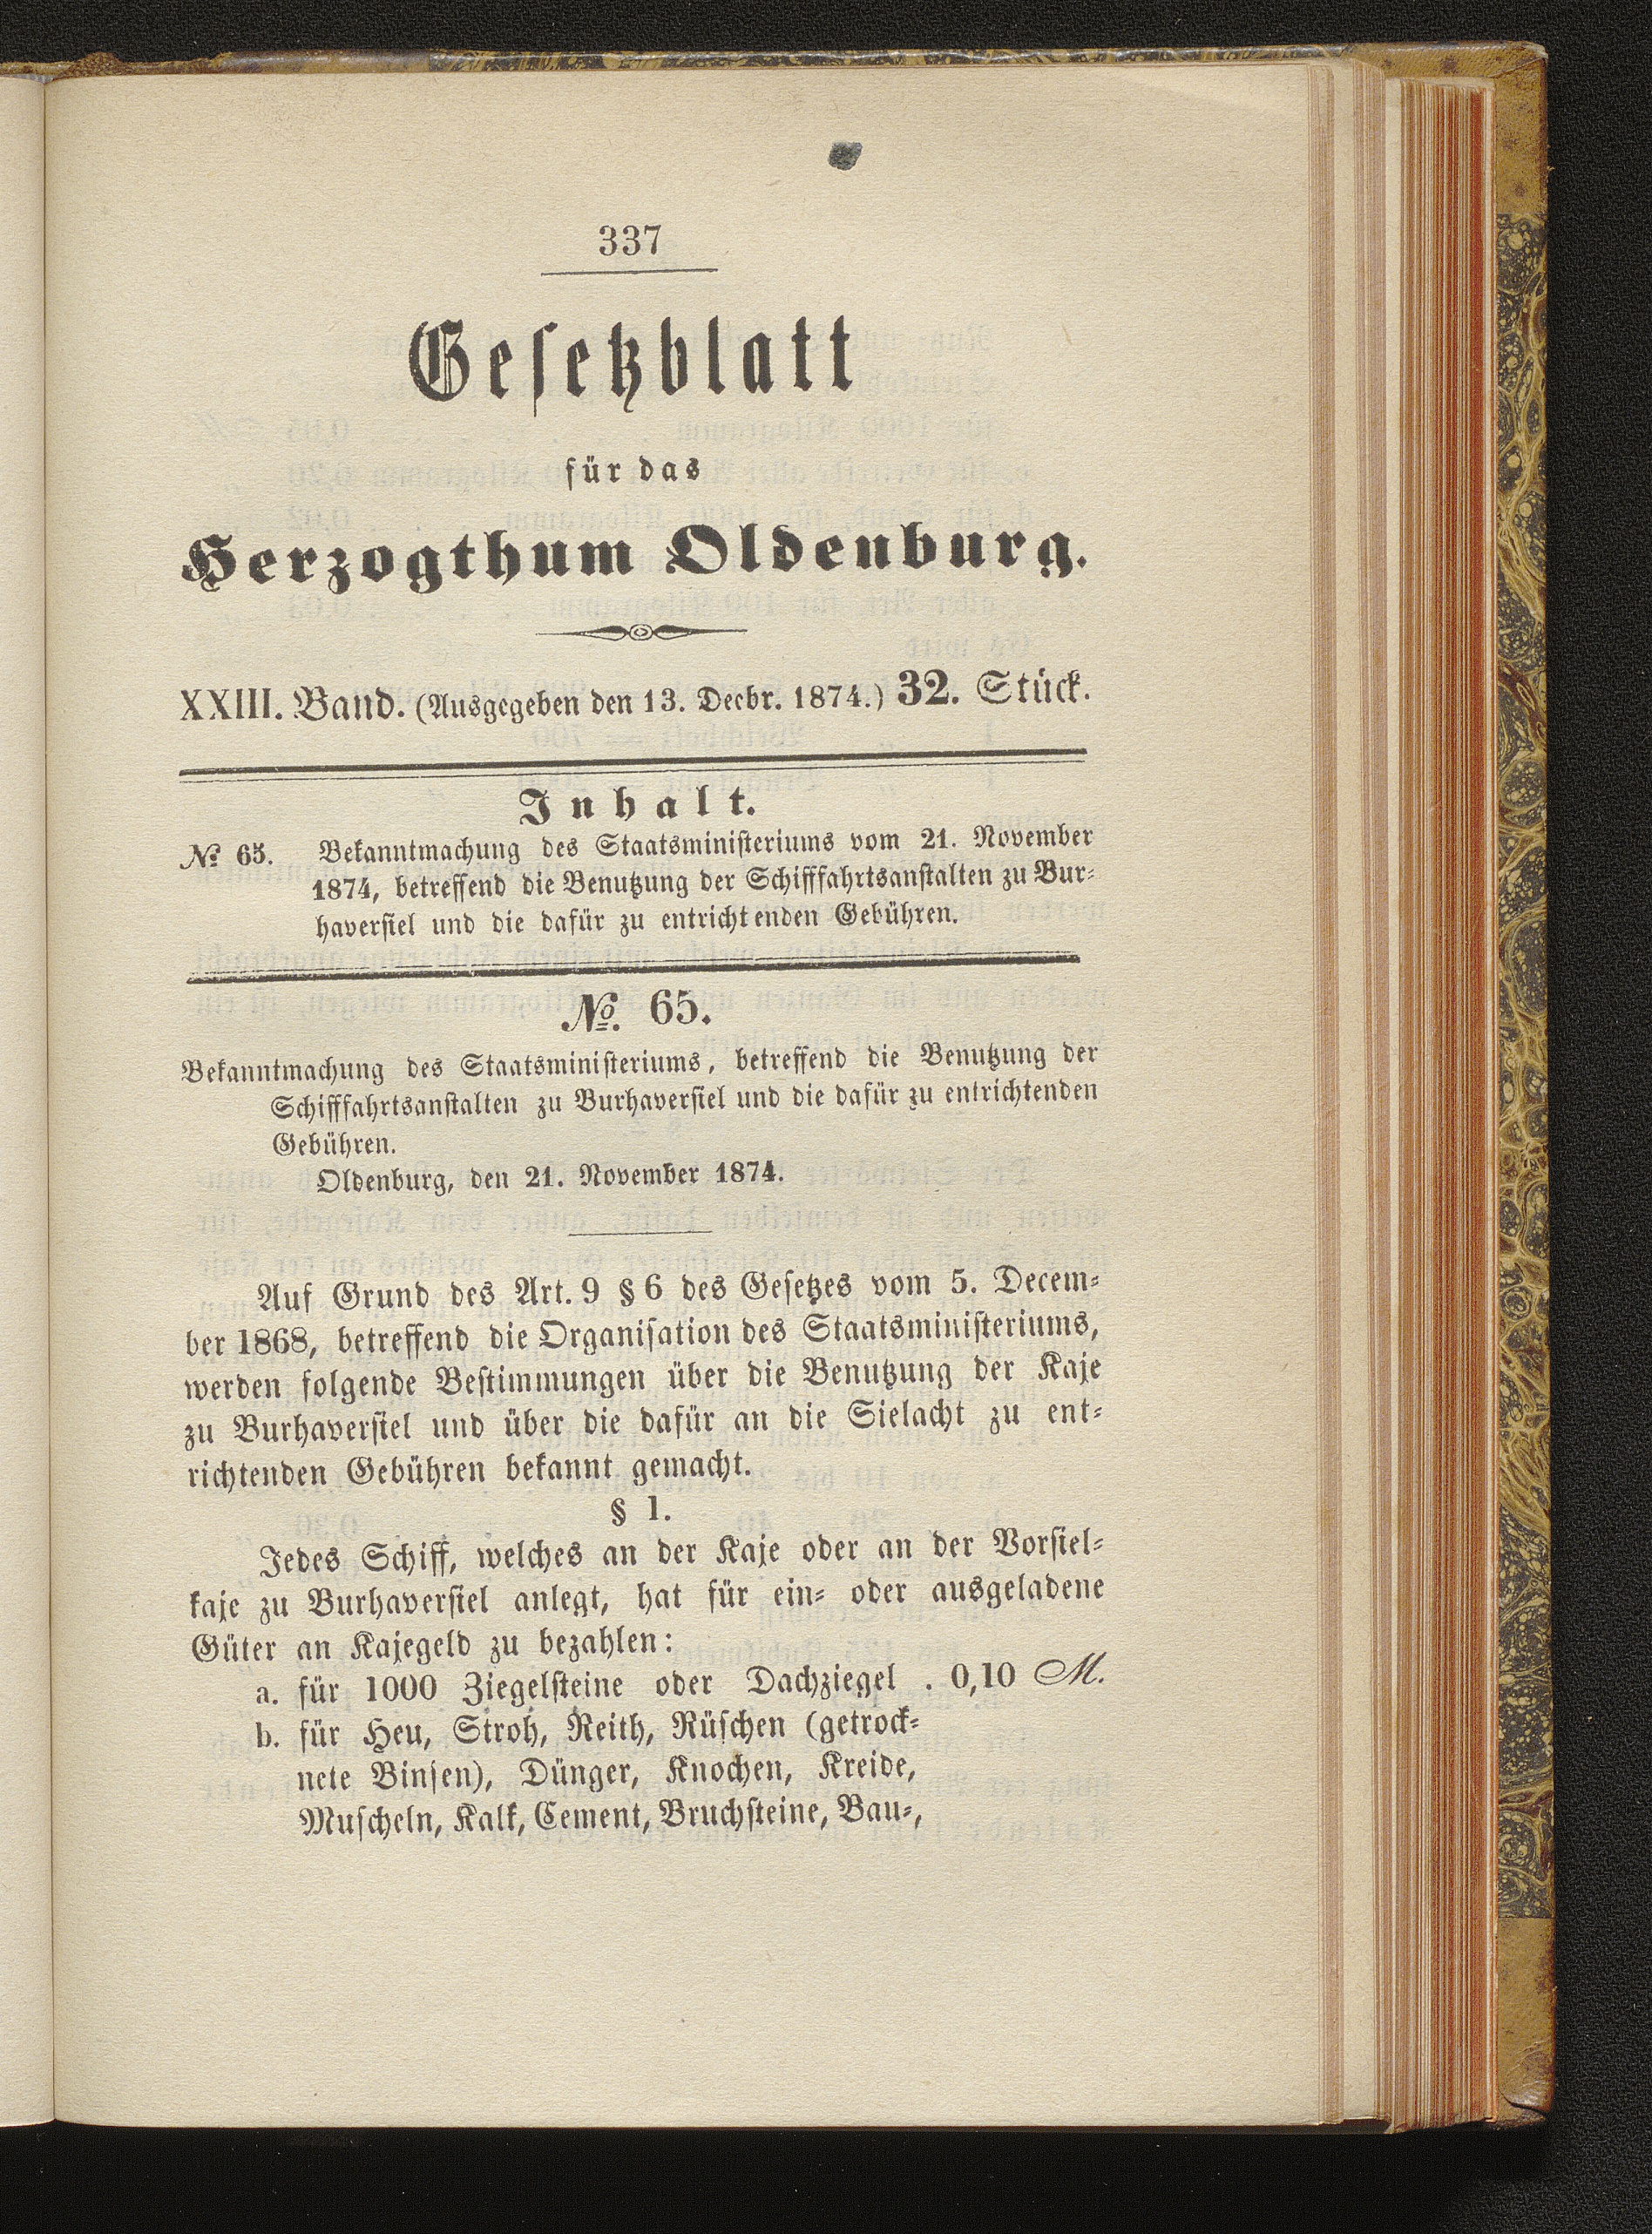 337
Gesetzblatt
für das
Herzogthum Oldenburg.
XXIII. Band. (Ausgegeben den 13. Decbr. 1874.) 32. Stück.
Inhalt.
№ 65. Bekanntmachung des Staatsministeriums vom 21. November
1874, betreffend die Benutzung der Schifffahrtsanstalten zu Bur-
haversiel und die dafür zu entrichtenden Gebühren.
№. 65.
Bekanntmachung des Staatsministeriums, betreffend die Benutzung der
Schifffahrtsanstalten zu Burhaversiel und die dafür zu entrichtenden
Gebühren.
Oldenburg, den 21. November 1874.
Auf Grund des Art. 9 § 6 des Gesetzes vom 5. Decem-
ber 1868, betreffend die Organisation des Staatsministeriums,
werden folgende Bestimmungen über die Benutzung der Kaje
zu Burhaversiel und über die dafür an die Sielacht zu ent-
richtenden Gebühren bekannt gemacht.
§ 1.
Jedes Schiff, welches an der Kaje oder an der Vorsiel-
kaje zu Burhaversiel anlegt, hat für ein- oder ausgeladene
Güter an Kajegeld zu bezahlen:
a. für 1000 Ziegelsteine oder Dachziegel . 0,10 M.
b. für Heu, Stroh, Reith, Rüschen (getrock-
nete Binsen), Dünger, Knochen, Kreide,
Muscheln, Kalk, Cement, Bruchsteine, Bau-,